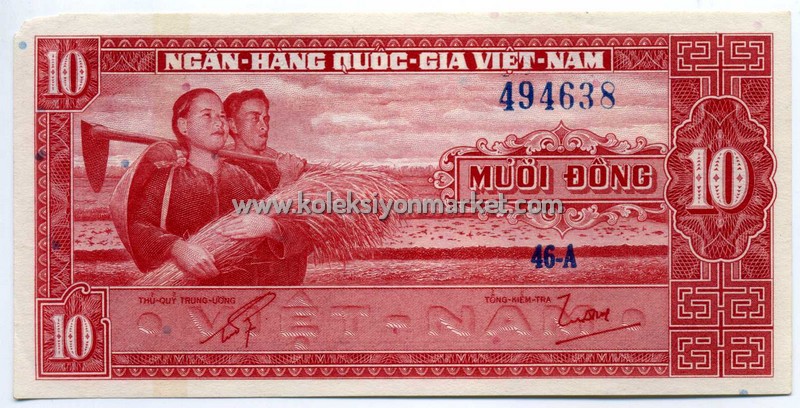 10
NGÂN-HÀNG QUỐC-GIA VIỆT-NAM
494638
MƯỜI ĐỒNG
10
www.koleksiyonmarket.com
46-A
THỦ-QUỸ TRUNG-ƯƠNG
TỔNG-KIỂM-TRA
VIỆT-NAM
10